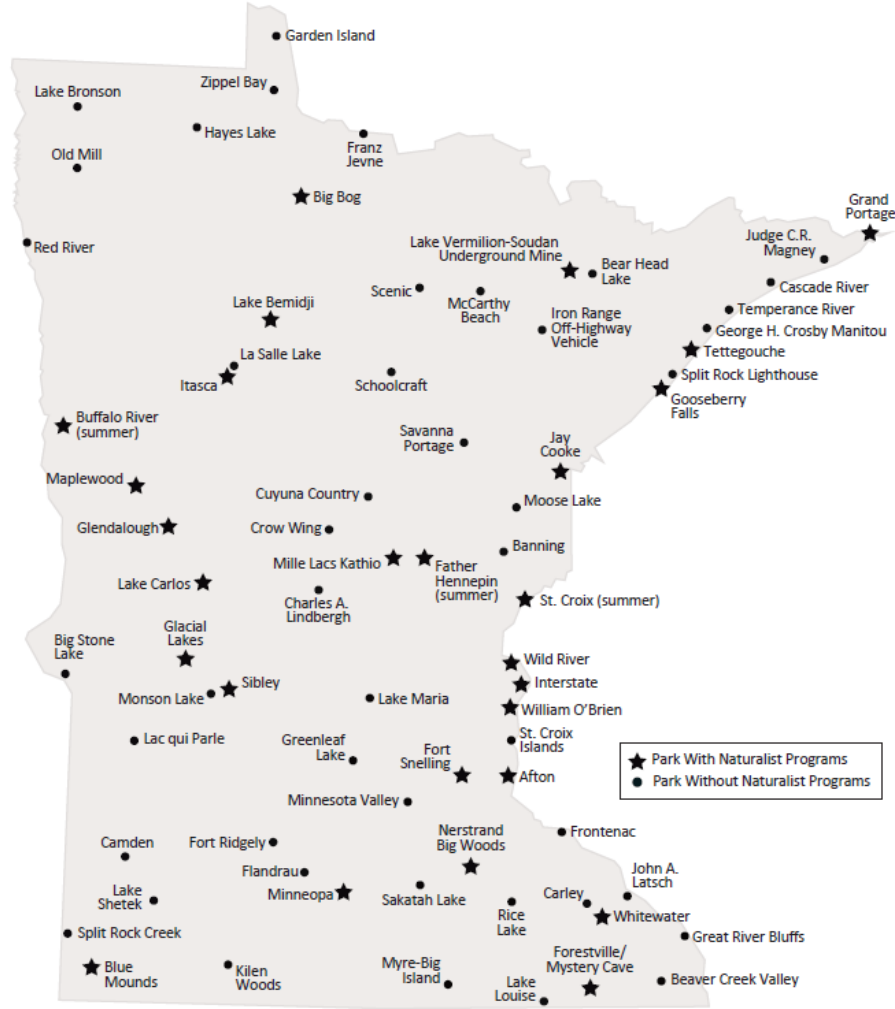 Garden Island
Zippel Bay
Lake Bronson
Hayes Lake
Franz
Jevne
Old Mill
Big Bog
Grand
Portage
Red River
Judge C.R.
Magney
Lake Vermilion-Soudan
Underground Mine
Bear Head
Lake
Cascade River
Scenic
McCarthy
Beach
Lake Bemidji
Temperance River
Iron Range
Off-Highway
Vehicle
George H. Crosby Manitou
Tettegouche
La Salle Lake
Itasca
Schoolcraft
Split Rock Lighthouse
Gooseberry
Falls
Buffalo River
(summer)
Savanna
Portage
Jay
Cooke
Maplewood
Cuyuna Country
Moose Lake
Glendalough
Crow Wing
Banning
Mille Lacs Kathio
Father
Hennepin
(summer)
Lake Carlos
Charles A.
Lindbergh
St. Croix (summer)
Glacial
Lakes
Big Stone
Lake
Wild River
Interstate
Sibley
Monson Lake
Lake Maria
William O'Brien
Lac qui Parle
Greenleaf
Lake
Fort
Snelling
St. Croix
Islands
Afton
Park With Naturalist Programs
Park Without Naturalist Programs
Minnesota Valley
Frontenac
Camden
Fort Ridgely
Nerstrand
Big Woods
Flandrau
Minneopa
Sakatah Lake
John A.
Latsch
Lake
Shetek
Carley
Rice
Lake
Whitewater
Split Rock Creek
Great River Bluffs
Blue
Mounds
Kilen
Woods
Myre-Big
Island
Forestville/
Mystery Cave
Lake
Louise
Beaver Creek Valley